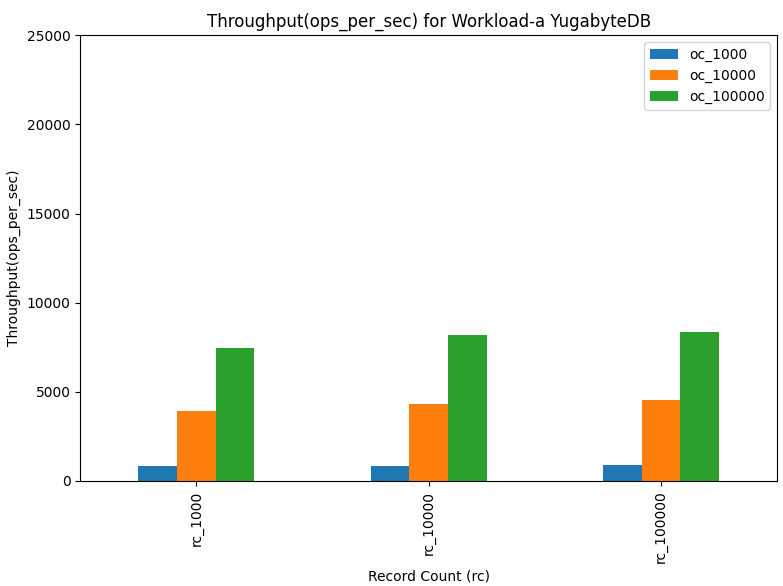 Throughput(ops_per_sec) for Workload-a YugabyteDB
25000
20000
15000
10000
5000
0
Throughput(ops_per_sec)
oc_1000
oc_10000
oc_100000
rc_1000
rc_10000
rc_100000
Record Count (rc)